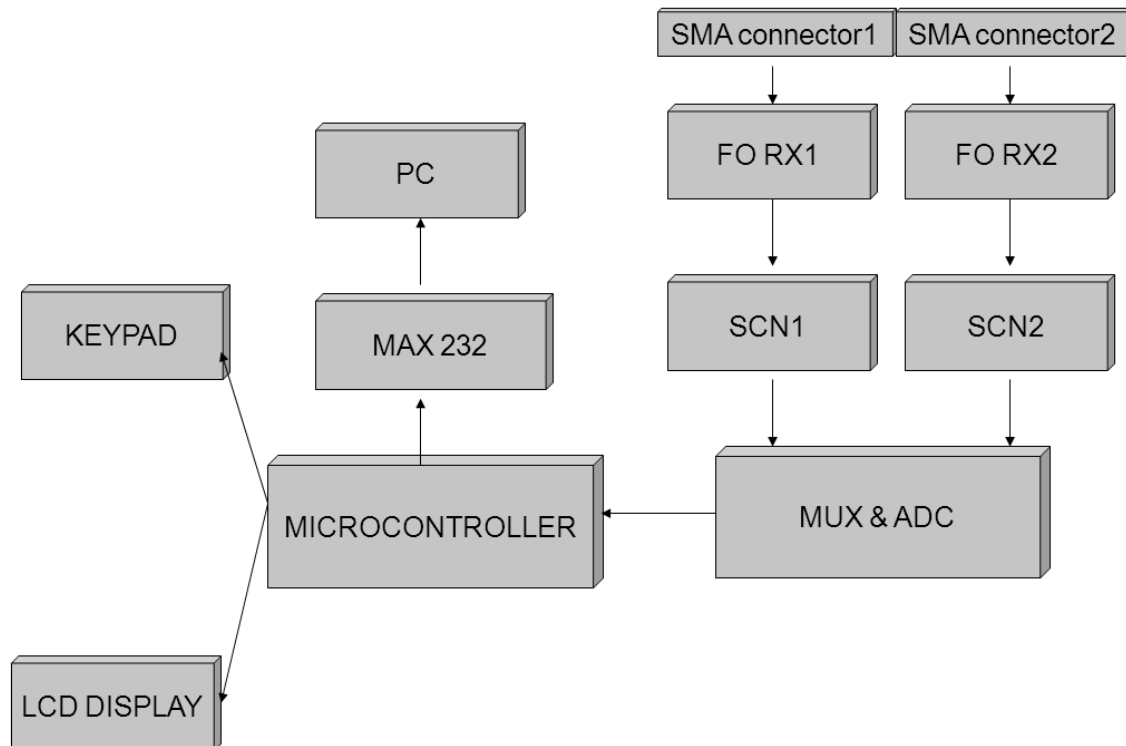 SMA connector1
SMA connector2
FO RX1
FO RX2
PC
SCN1
SCN2
KEYPAD
MAX 232
MICROCONTROLLER
MUX & ADC
LCD DISPLAY